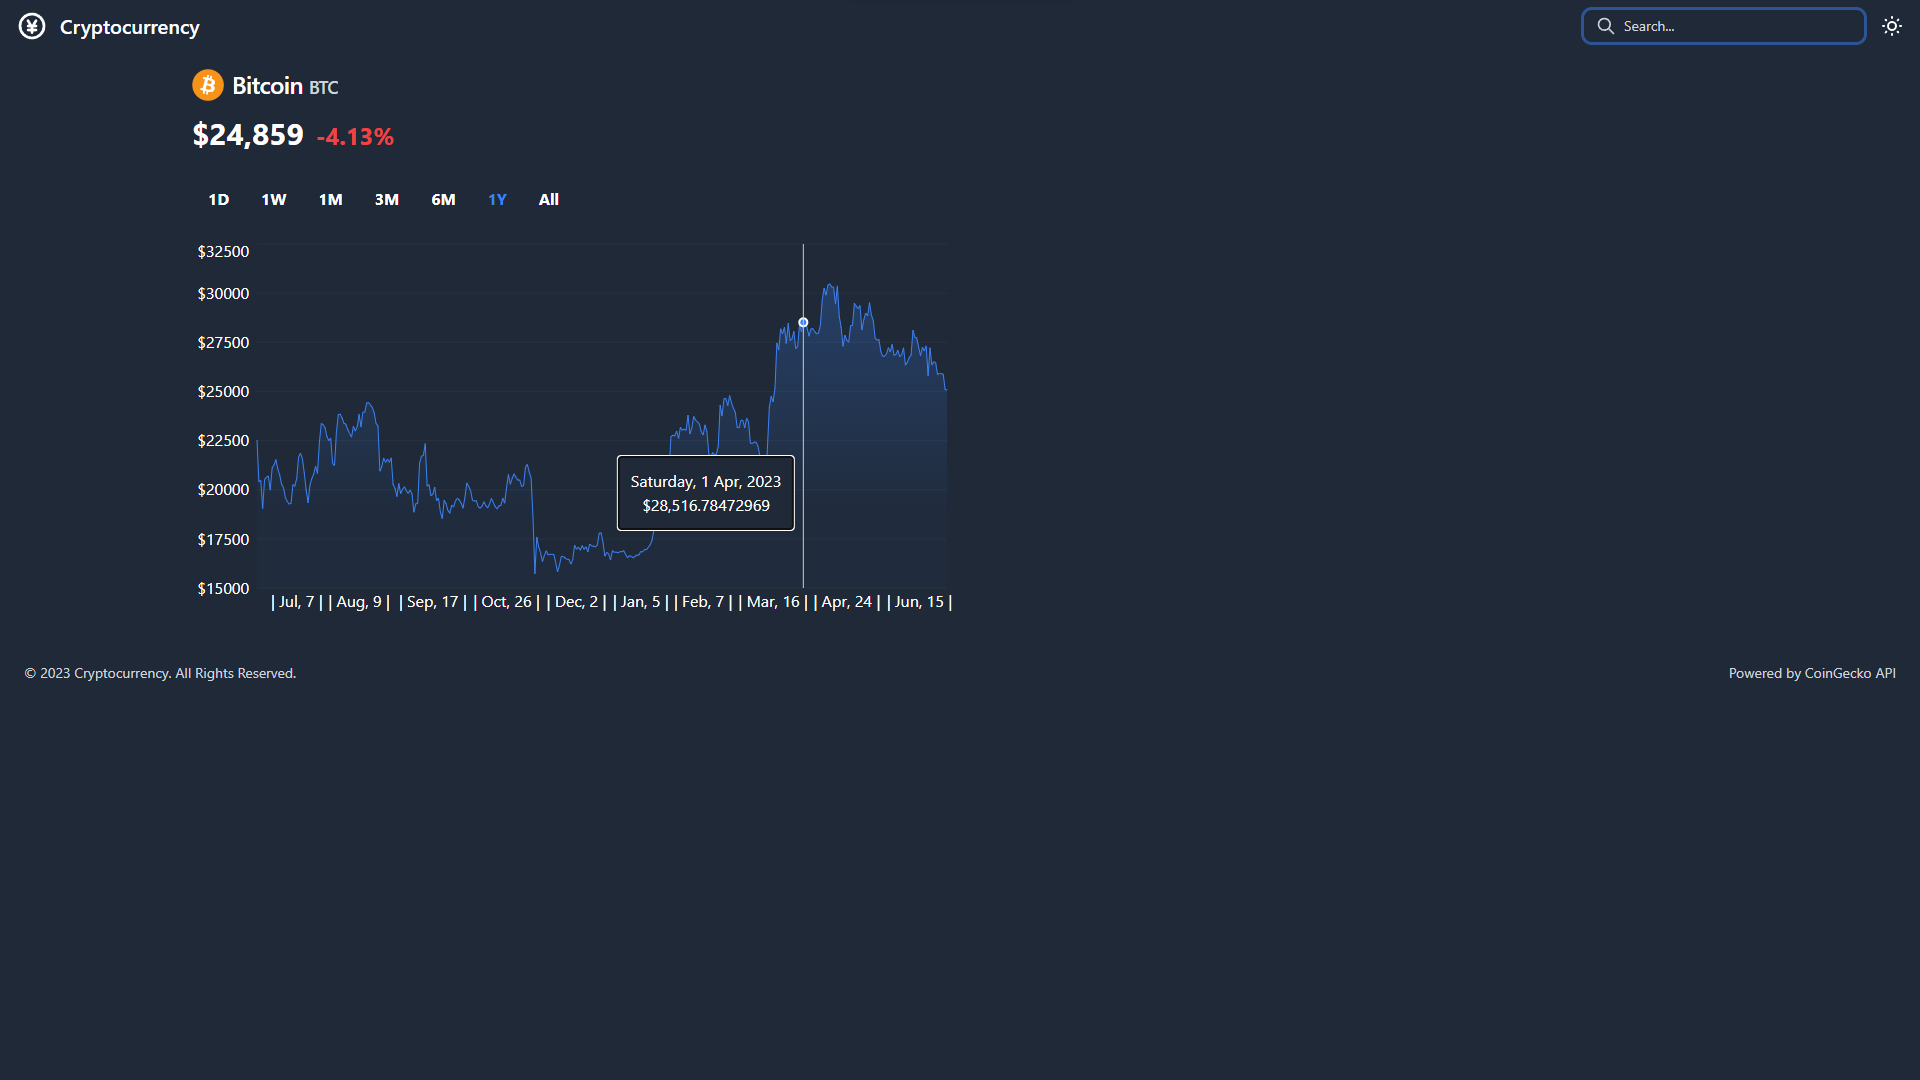 Cryptocurrency
Search...
Bitcoin BTC
$24,859 -4.13%
1D 1W 1M 3M 6M 1Y All
$32500
$30000
$27500
$25000
$22500
$20000
$17500
$15000
Saturday, 1 Apr, 2023
$28,516.78472969
| Jul, 7 | | Aug, 9 | | Sep, 17 | | Oct, 26 | | Dec, 2 | | Jan, 5 | | Feb, 7 | | Mar, 16 | | Apr, 24 | | Jun, 15 |
© 2023 Cryptocurrency. All Rights Reserved.
Powered by CoinGecko API